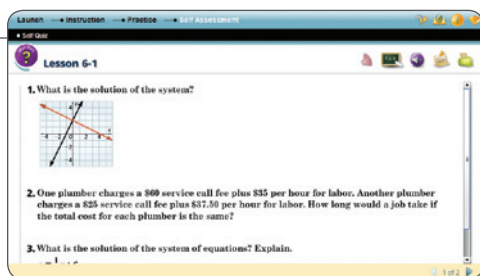 Launch Instruction Practice Self Assessment
Self Quiz
? Lesson 6-1
1. What is the solution of the system?
2. One plumber charges a $60 service call fee plus $35 per hour for labor. Another plumber
charges a $25 service call fee plus $37.50 per hour for labor. How long would a job take if
the total cost for each plumber is the same?
3. What is the solution of the system of equations? Explain.
1 of 2